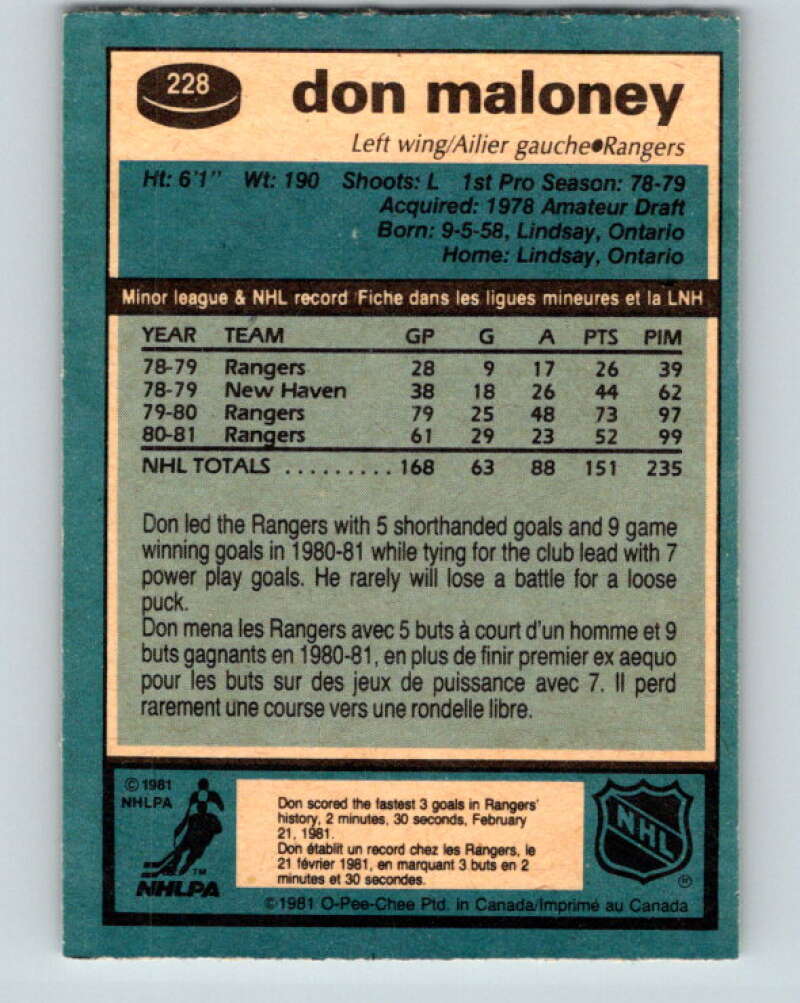 228
don maloney
Left wing/Ailier gauche●Rangers
Ht: 6'1" Wt: 190 Shoots: L 1st Pro Season: 78-79
Acquired: 1978 Amateur Draft
Born: 9-5-58, Lindsay, Ontario
Home: Lindsay, Ontario
Minor league & NHL record/Fiche dans les ligues mineures et la LNH
YEAR TEAM GP G A PTS PIM
78-79 Rangers 28 9 17 26 39
78-79 New Haven 38 18 26 44 62
79-80 Rangers 79 25 48 73 97
80-81 Rangers 61 29 23 52 99
NHL TOTALS ......... 168 63 88 151 235
Don led the Rangers with 5 shorthanded goals and 9 game
winning goals in 1980-81 while tying for the club lead with 7
power play goals. He rarely will lose a battle for a loose
puck.
Don mena les Rangers avec 5 buts à court d'un homme et 9
buts gagnants en 1980-81, en plus de finir premier ex aequo
pour les buts sur des jeux de puissance avec 7. Il perd
rarement une course vers une rondelle libre.
© 1981
NHLPA
TM
NHLPA
Don scored the fastest 3 goals in Rangers'
history, 2 minutes, 30 seconds, February
21, 1981.
Don établit un record chez les Rangers, le
21 février 1981, en marquant 3 buts en 2
minutes et 30 secondes.
NHL
®
©1981 O-Pee-Chee Ptd. in Canada/Imprimé au Canada